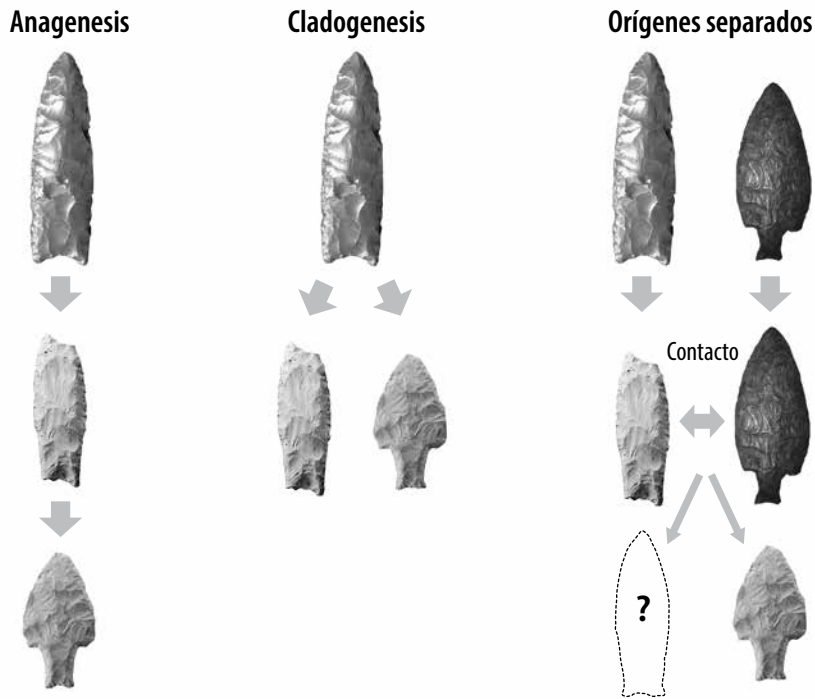 Anagenesis
Cladogenesis
Orígenes separados
Contacto
?